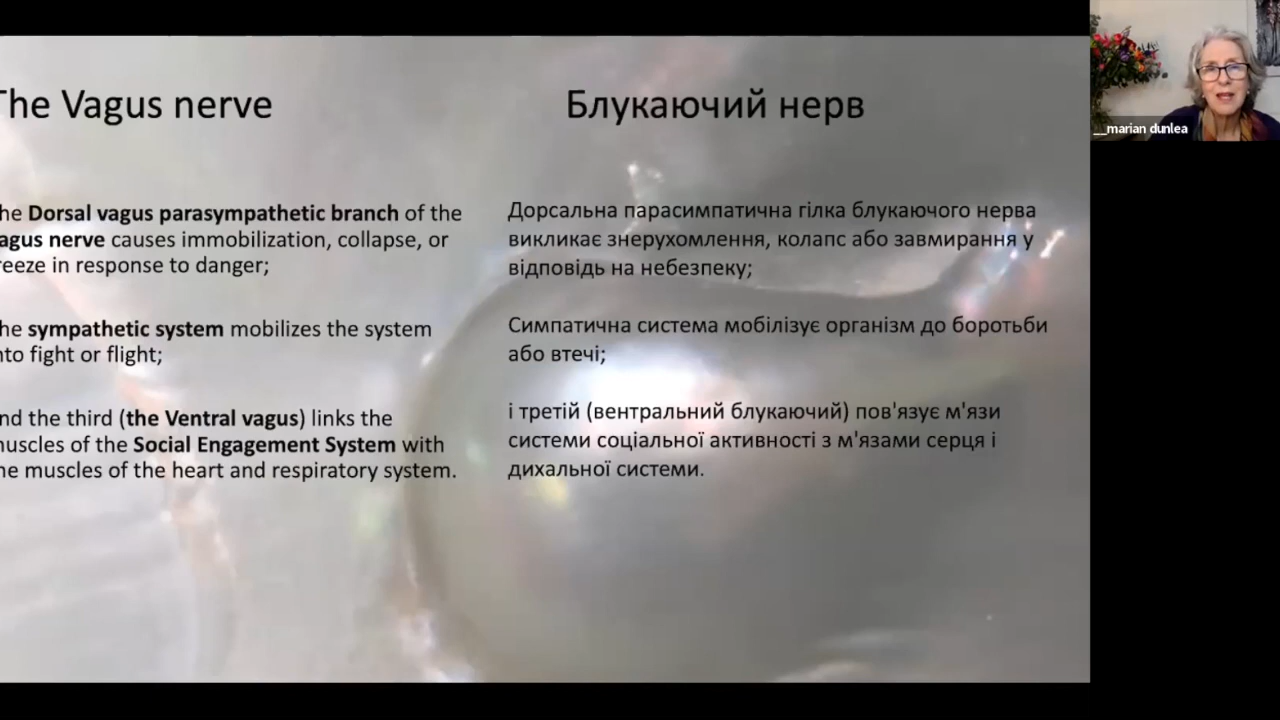 The Vagus nerve
he Dorsal vagus parasympathetic branch of the
agus nerve causes immobilization, collapse, or
reeze in response to danger;
he sympathetic system mobilizes the system
nto fight or flight;
nd the third (the Ventral vagus) links the
nuscles of the Social Engagement System with
he muscles of the heart and respiratory system.
Блукаючий нерв
Дорсальна парасимпатична гілка блукаючого нерва
викликає знерухомлення, колапс або завмирання у
відповідь на небезпеку;
Симпатична система мобілізує організм до боротьби
або втечі;
і третій (вентральний блукаючий) пов'язує м'язи
системи соціальної активності з м'язами серця і
дихальної системи.
__marian dunlea